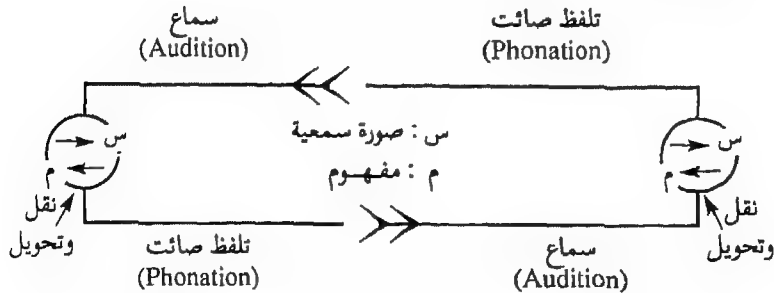 تلفظ صائت
(Phonation)
سماع
(Audition)
س : صورة سمعية
م : مفهوم
س
م
نقل
وتحويل
س
م
نقل
وتحويل
سماع
(Audition)
تلفظ صائت
(Phonation)